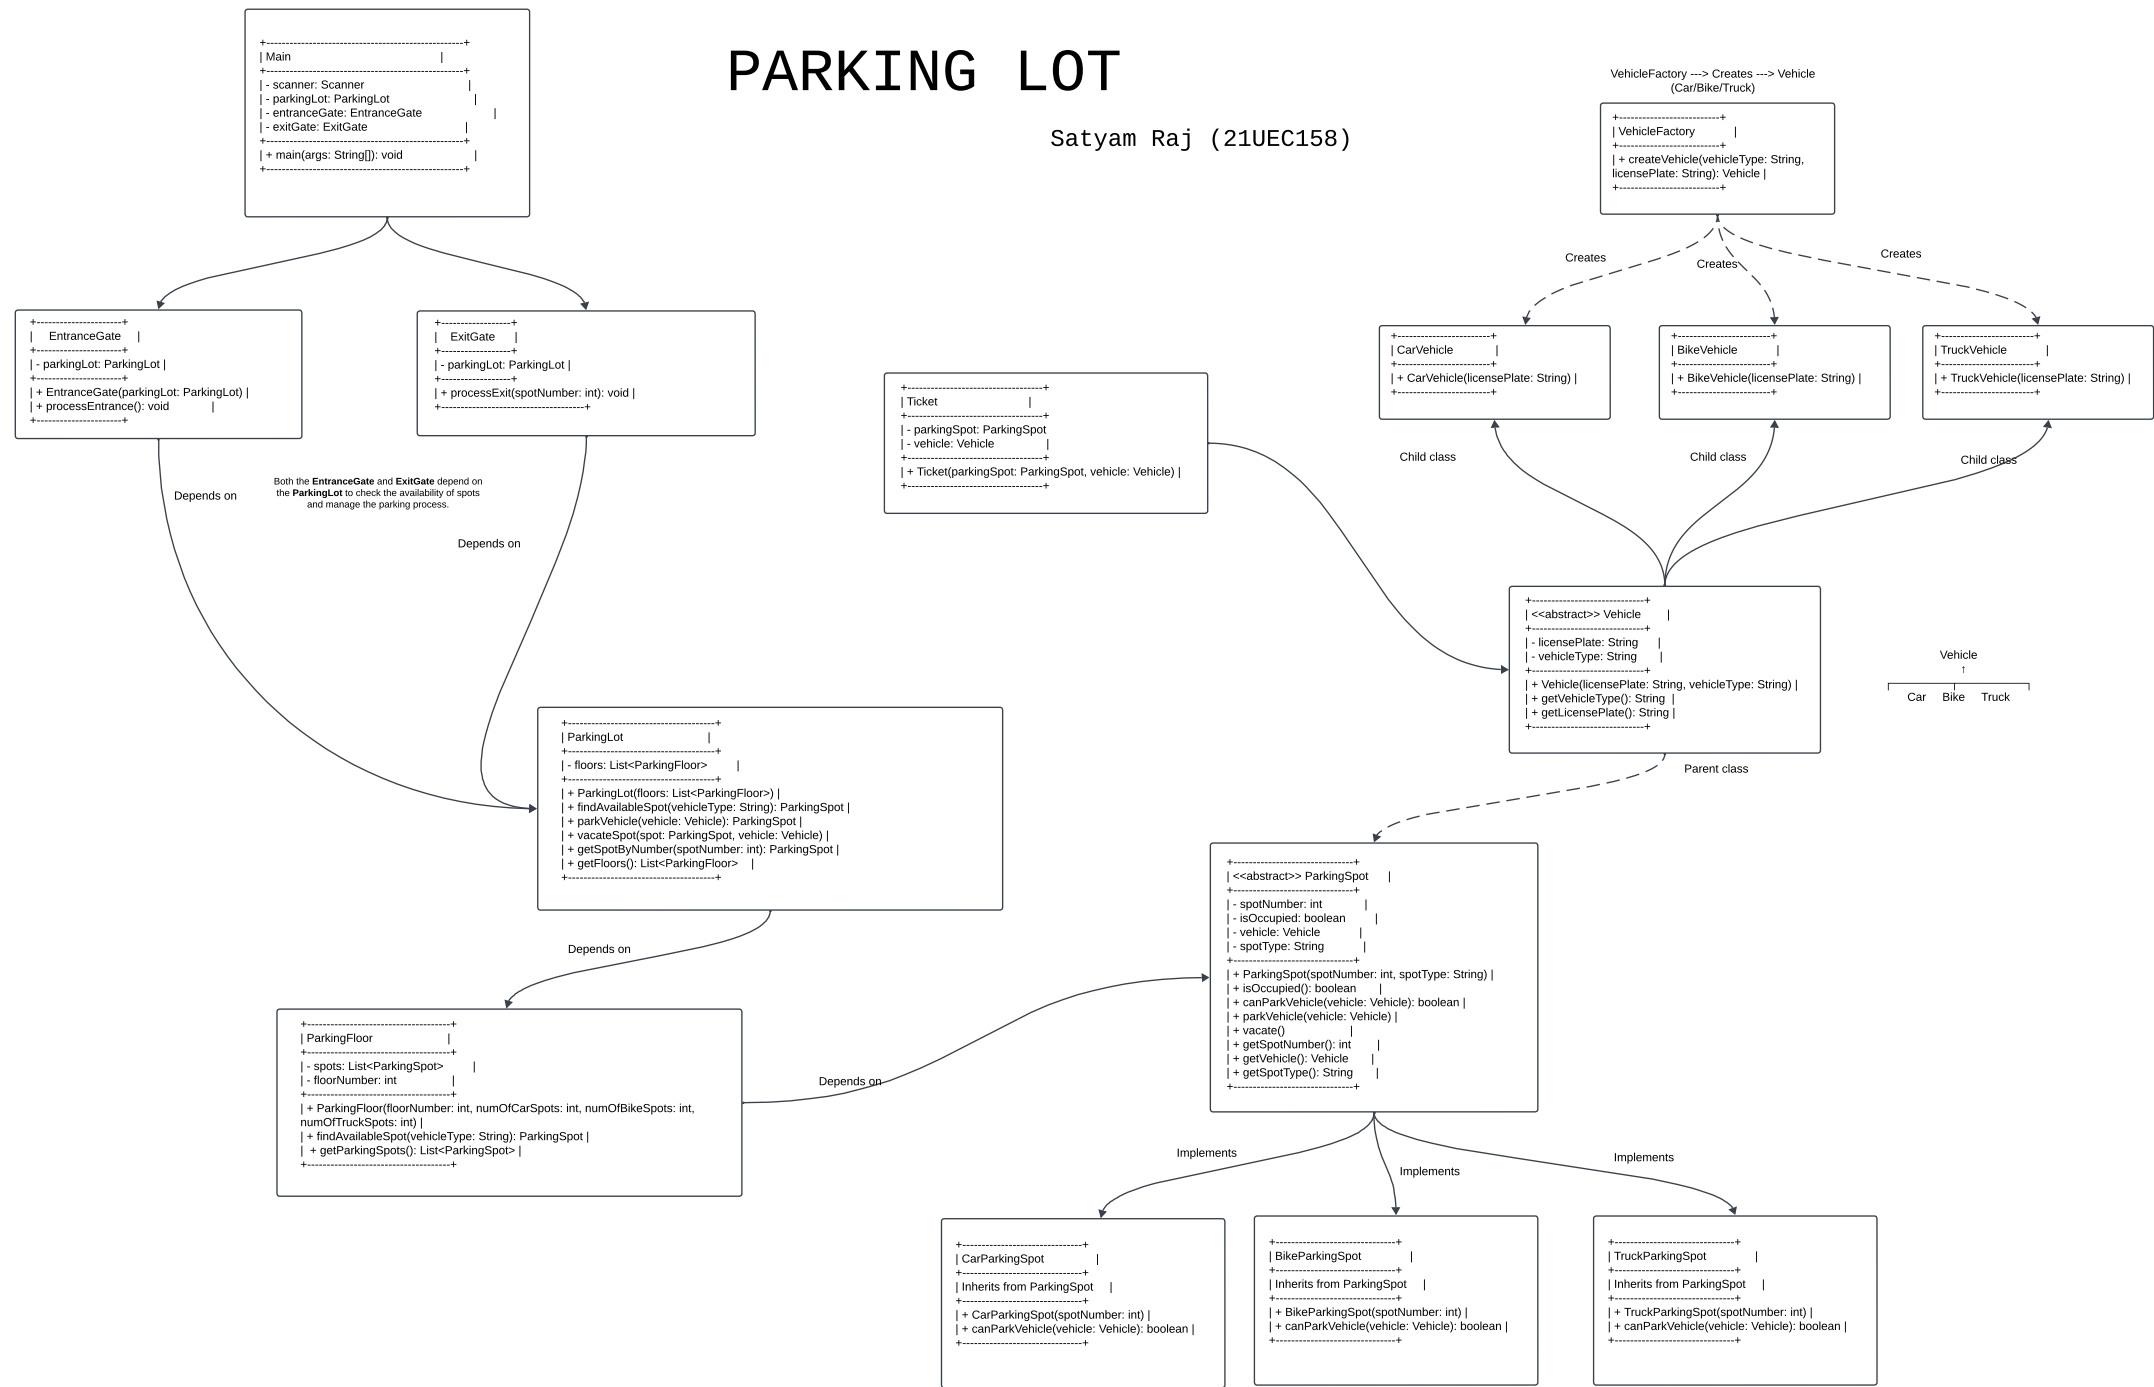 PARKING LOT
Satyam Raj (21UEC158)
+---------------------------------------------------+
| Main |
+---------------------------------------------------+
| - scanner: Scanner |
| - parkingLot: ParkingLot |
| - entranceGate: EntranceGate |
| - exitGate: ExitGate |
+---------------------------------------------------+
| + main(args: String[]): void |
+---------------------------------------------------+
VehicleFactory ---> Creates ---> Vehicle
(Car/Bike/Truck)
+--------------------------+
| VehicleFactory |
+--------------------------+
| + createVehicle(vehicleType: String,
licensePlate: String): Vehicle |
+--------------------------+
Creates
Creates
Creates
+----------------------+
| EntranceGate |
+----------------------+
| - parkingLot: ParkingLot |
+----------------------+
| + EntranceGate(parkingLot: ParkingLot) |
| + processEntrance(): void |
+----------------------+
+------------------+
| ExitGate |
+------------------+
| - parkingLot: ParkingLot |
+------------------+
| + processExit(spotNumber: int): void |
+-------------------------------------+
+-----------------------------------+
| Ticket |
+-----------------------------------+
| - parkingSpot: ParkingSpot
| - vehicle: Vehicle |
+-----------------------------------+
| + Ticket(parkingSpot: ParkingSpot, vehicle: Vehicle) |
+-----------------------------------+
+------------------------+
| CarVehicle |
+------------------------+
| + CarVehicle(licensePlate: String) |
+------------------------+
+------------------------+
| BikeVehicle |
+------------------------+
| + BikeVehicle(licensePlate: String) |
+------------------------+
+------------------------+
| TruckVehicle |
+------------------------+
| + TruckVehicle(licensePlate: String) |
+------------------------+
Child class
Child class
Child class
Depends on
Both the EntranceGate and ExitGate depend on
the ParkingLot to check the availability of spots
and manage the parking process.
Depends on
+-----------------------------+
| <<abstract>> Vehicle |
+-----------------------------+
| - licensePlate: String |
| - vehicleType: String |
+-----------------------------+
| + Vehicle(licensePlate: String, vehicleType: String) |
| + getVehicleType(): String |
| + getLicensePlate(): String |
+-----------------------------+
Vehicle
↑
┌──────────┬──────────┐
Car Bike Truck
Parent class
+--------------------------------------+
| ParkingLot |
+--------------------------------------+
| - floors: List<ParkingFloor> |
+--------------------------------------+
| + ParkingLot(floors: List<ParkingFloor>) |
| + findAvailableSpot(vehicleType: String): ParkingSpot |
| + parkVehicle(vehicle: Vehicle): ParkingSpot |
| + vacateSpot(spot: ParkingSpot, vehicle: Vehicle) |
| + getSpotByNumber(spotNumber: int): ParkingSpot |
| + getFloors(): List<ParkingFloor> |
+--------------------------------------+
Depends on
+-------------------------------+
| <<abstract>> ParkingSpot |
+-------------------------------+
| - spotNumber: int |
| - isOccupied: boolean |
| - vehicle: Vehicle |
| - spotType: String |
+-------------------------------+
| + ParkingSpot(spotNumber: int, spotType: String) |
| + isOccupied(): boolean |
| + canParkVehicle(vehicle: Vehicle): boolean |
| + parkVehicle(vehicle: Vehicle) |
| + vacate() |
| + getSpotNumber(): int |
| + getVehicle(): Vehicle |
| + getSpotType(): String |
+-------------------------------+
+-------------------------------------+
| ParkingFloor |
+-------------------------------------+
| - spots: List<ParkingSpot> |
| - floorNumber: int |
+-------------------------------------+
| + ParkingFloor(floorNumber: int, numOfCarSpots: int, numOfBikeSpots: int,
numOfTruckSpots: int) |
| + findAvailableSpot(vehicleType: String): ParkingSpot |
| + getParkingSpots(): List<ParkingSpot> |
+-------------------------------------+
Depends on
Implements
Implements
Implements
+-------------------------------+
| CarParkingSpot |
+-------------------------------+
| Inherits from ParkingSpot |
+-------------------------------+
| + CarParkingSpot(spotNumber: int) |
| + canParkVehicle(vehicle: Vehicle): boolean |
+-------------------------------+
+-------------------------------+
| BikeParkingSpot |
+-------------------------------+
| Inherits from ParkingSpot |
+-------------------------------+
| + BikeParkingSpot(spotNumber: int) |
| + canParkVehicle(vehicle: Vehicle): boolean |
+-------------------------------+
+-------------------------------+
| TruckParkingSpot |
+-------------------------------+
| Inherits from ParkingSpot |
+-------------------------------+
| + TruckParkingSpot(spotNumber: int) |
| + canParkVehicle(vehicle: Vehicle): boolean |
+-------------------------------+